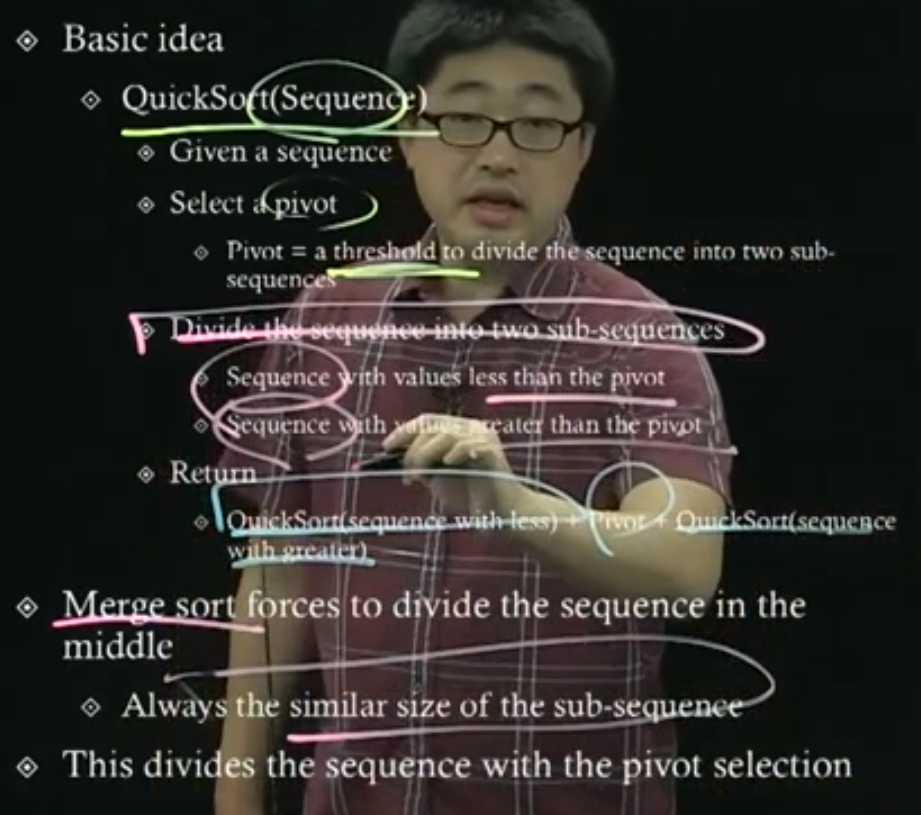 Basic idea
QuickSort(Sequence)
Given a sequence
Select a pivot
Pivot = a threshold to divide the sequence into two sub-
sequences
Divide the sequence into two sub-sequences
Sequence with values less than the pivot
Sequence with values greater than the pivot
Return
QuickSort(sequence with less) + Pivot + QuickSort(sequence
with greater)
Merge sort forces to divide the sequence in the
middle
Always the similar size of the sub-sequence
This divides the sequence with the pivot selection